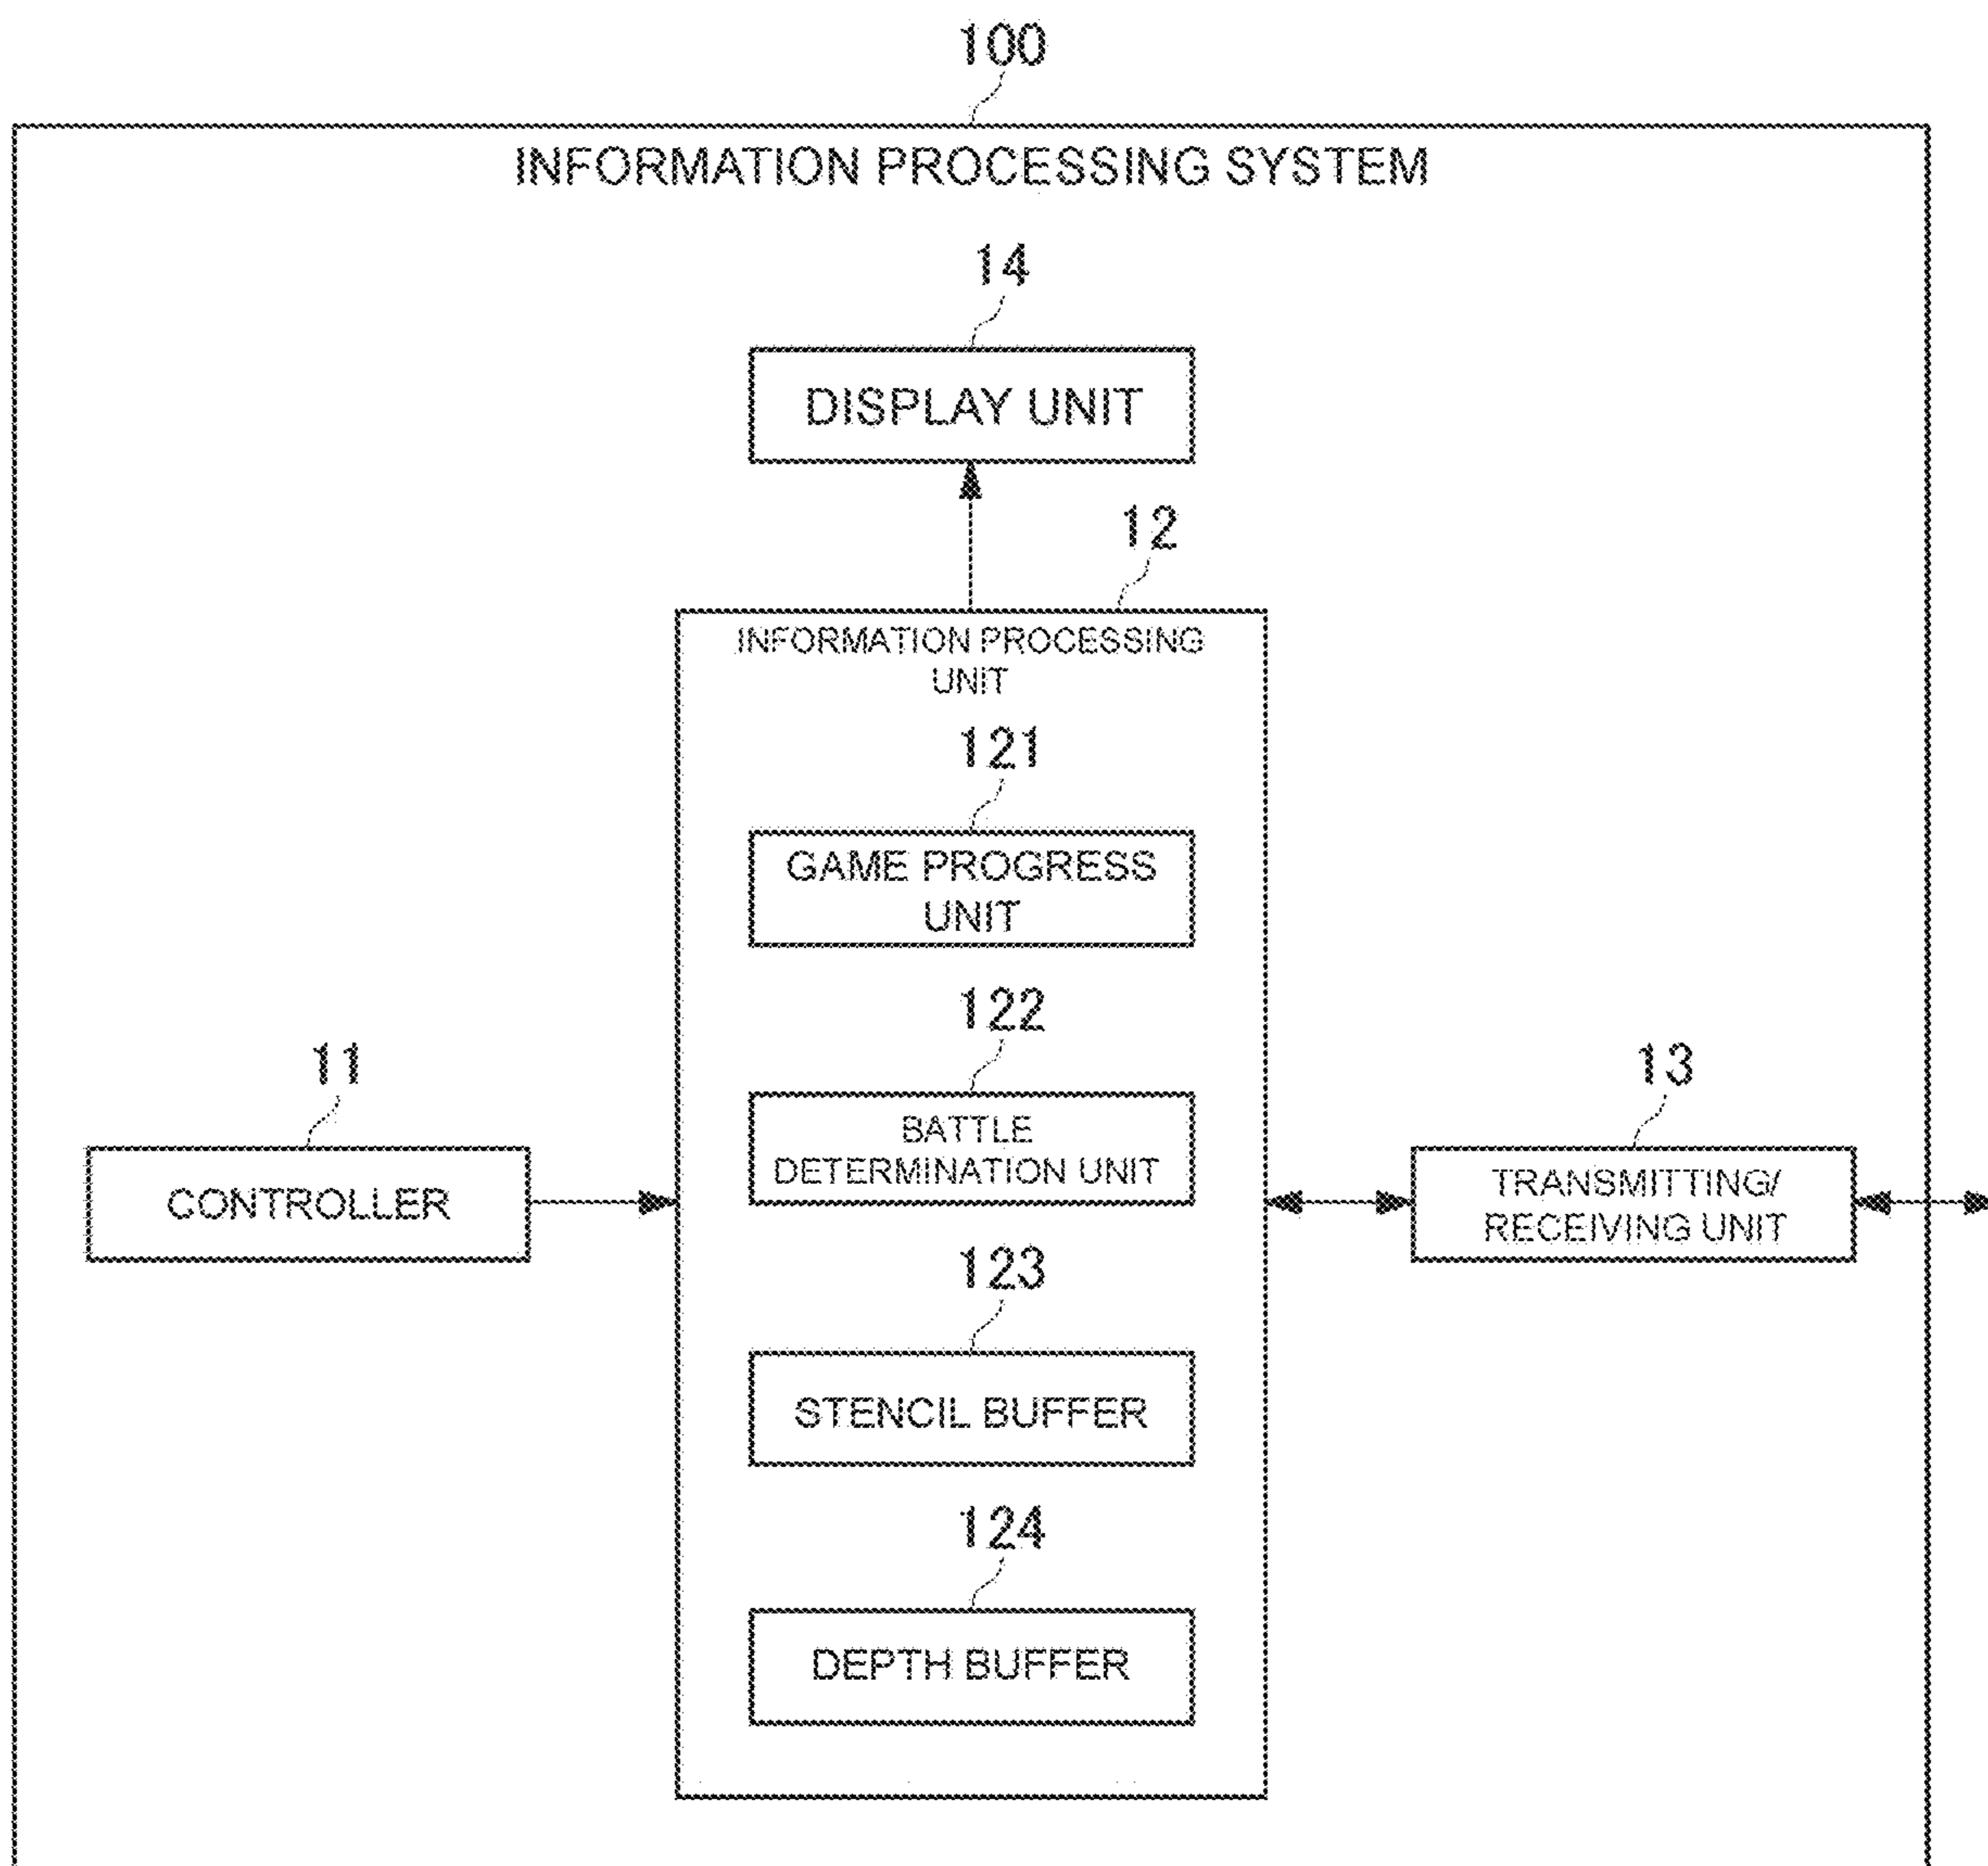 100
INFORMATION PROCESSING SYSTEM
14
DISPLAY UNIT
12
INFORMATION PROCESSING
UNIT
121
GAME PROGRESS
UNIT
122
BATTLE
DETERMINATION UNIT
11
CONTROLLER
13
TRANSMITTING/
RECEIVING UNIT
123
STENCIL BUFFER
124
DEPTH BUFFER